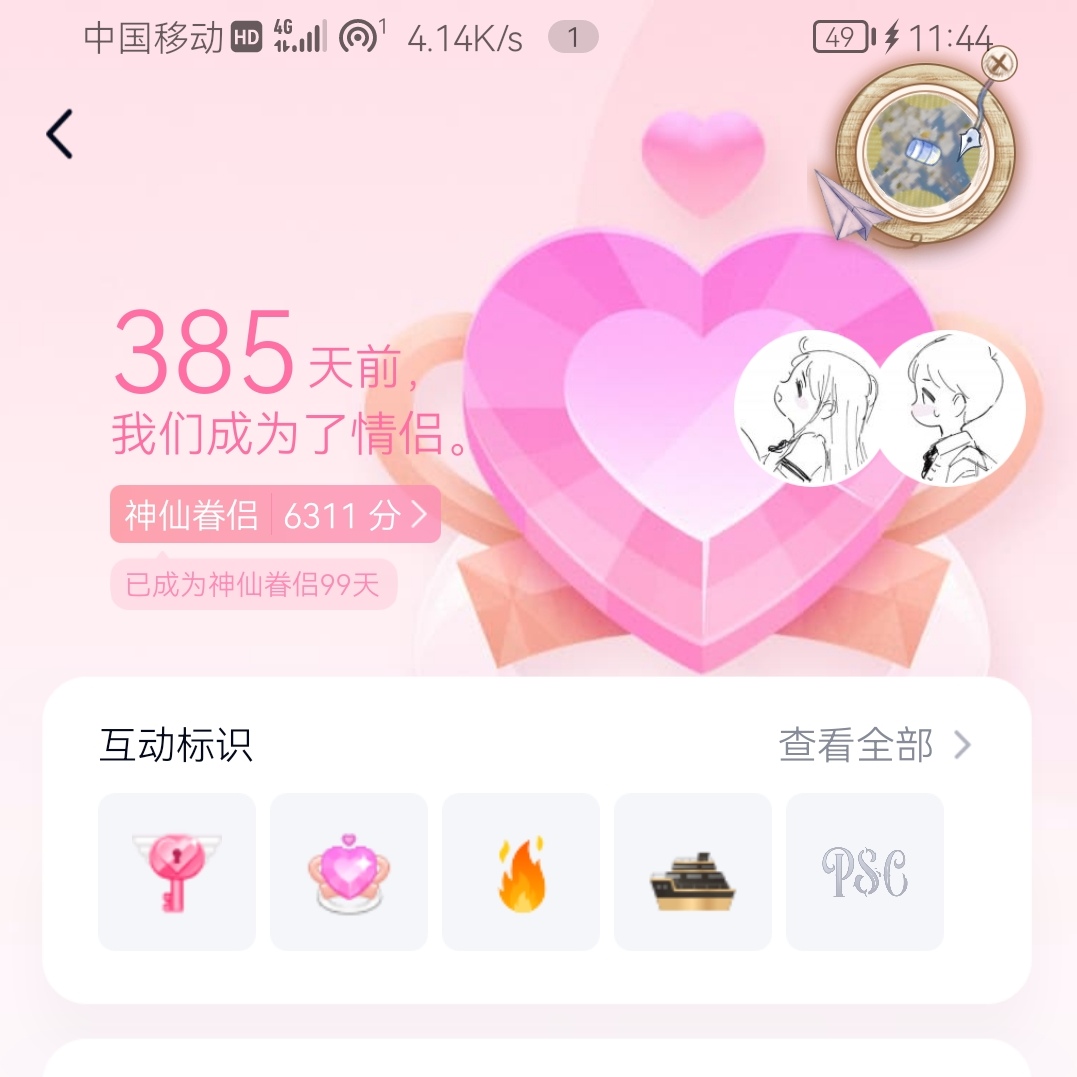 中国移动 HD 4G 1 4.14K/s 1 49 11:44
385 天前，
我们成为了情侣。
神仙眷侣 6311 分
已成为神仙眷侣99天
互动标识 查看全部
PSC